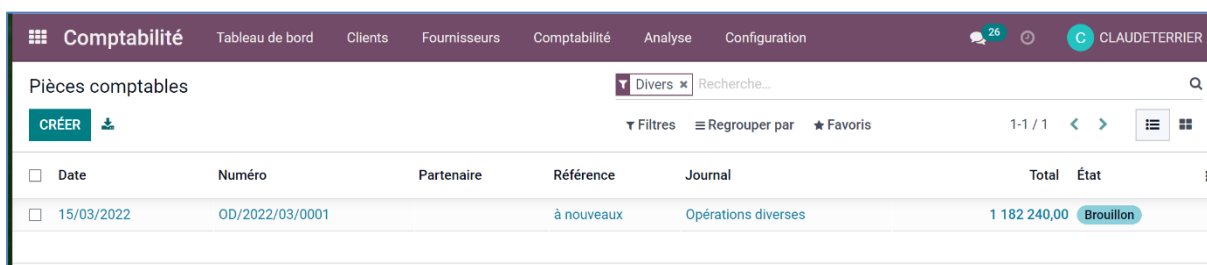 Comptabilité Tableau de bord Clients Fournisseurs Comptabilité Analyse Configuration 26 C CLAUDETERRIER
Pièces comptables Divers × Recherche...
CRÉER Filtres Regrouper par Favoris 1-1 / 1
Date Numéro Partenaire Référence Journal Total État
15/03/2022 OD/2022/03/0001 à nouveaux Opérations diverses 1 182 240,00 Brouillon